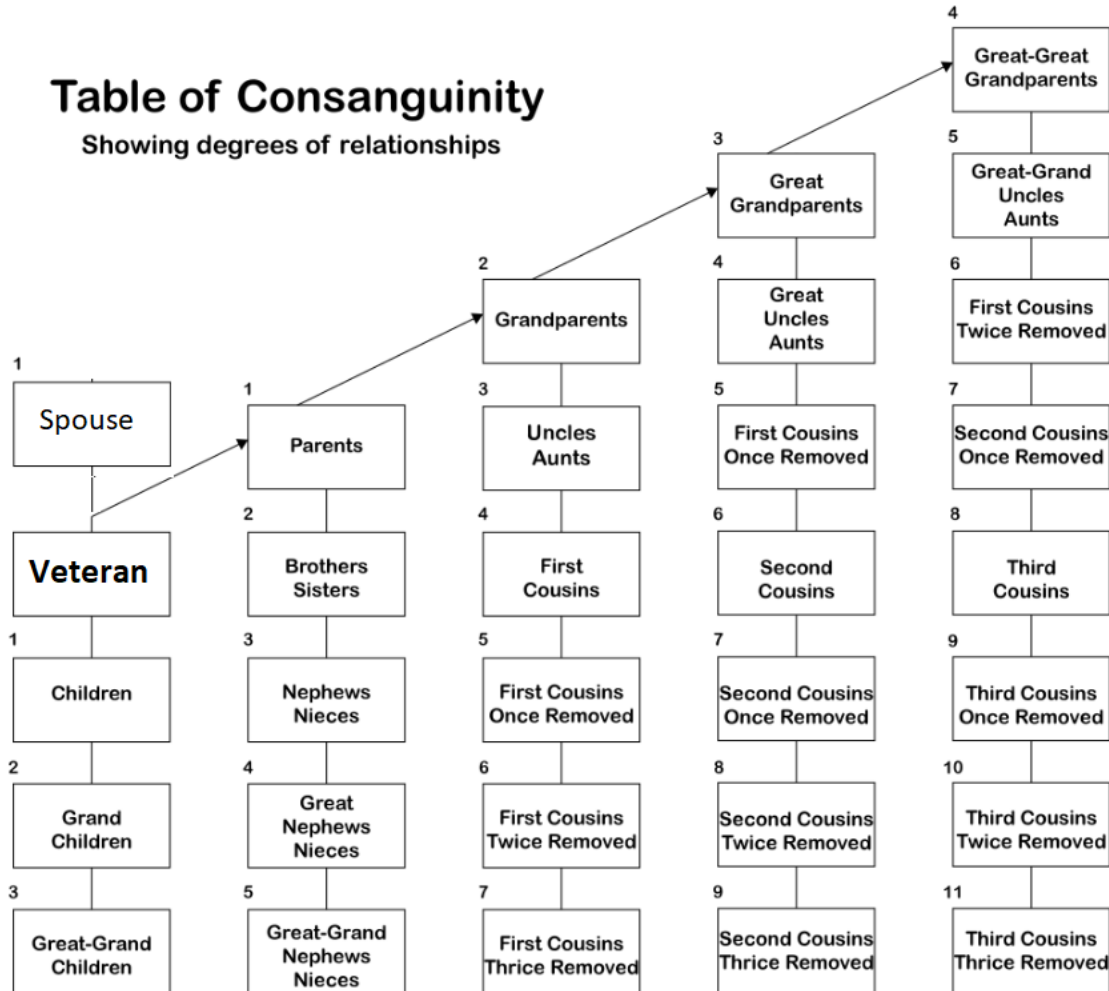 Table of Consanguinity
Showing degrees of relationships
1
Spouse
Veteran
1
Children
2
Grand
Children
3
Great-Grand
Children
1
Parents
2
Brothers
Sisters
3
Nephews
Nieces
4
Great
Nephews
Nieces
5
Great-Grand
Nephews
Nieces
2
Grandparents
3
Uncles
Aunts
4
First
Cousins
5
First Cousins
Once Removed
6
First Cousins
Twice Removed
7
First Cousins
Thrice Removed
3
Great
Grandparents
4
Great
Uncles
Aunts
5
First Cousins
Once Removed
6
Second
Cousins
7
Second Cousins
Once Removed
8
Second Cousins
Twice Removed
9
Second Cousins
Thrice Removed
4
Great-Great
Grandparents
5
Great-Grand
Uncles
Aunts
6
First Cousins
Twice Removed
7
Second Cousins
Once Removed
8
Third
Cousins
9
Third Cousins
Once Removed
10
Third Cousins
Twice Removed
11
Third Cousins
Thrice Removed